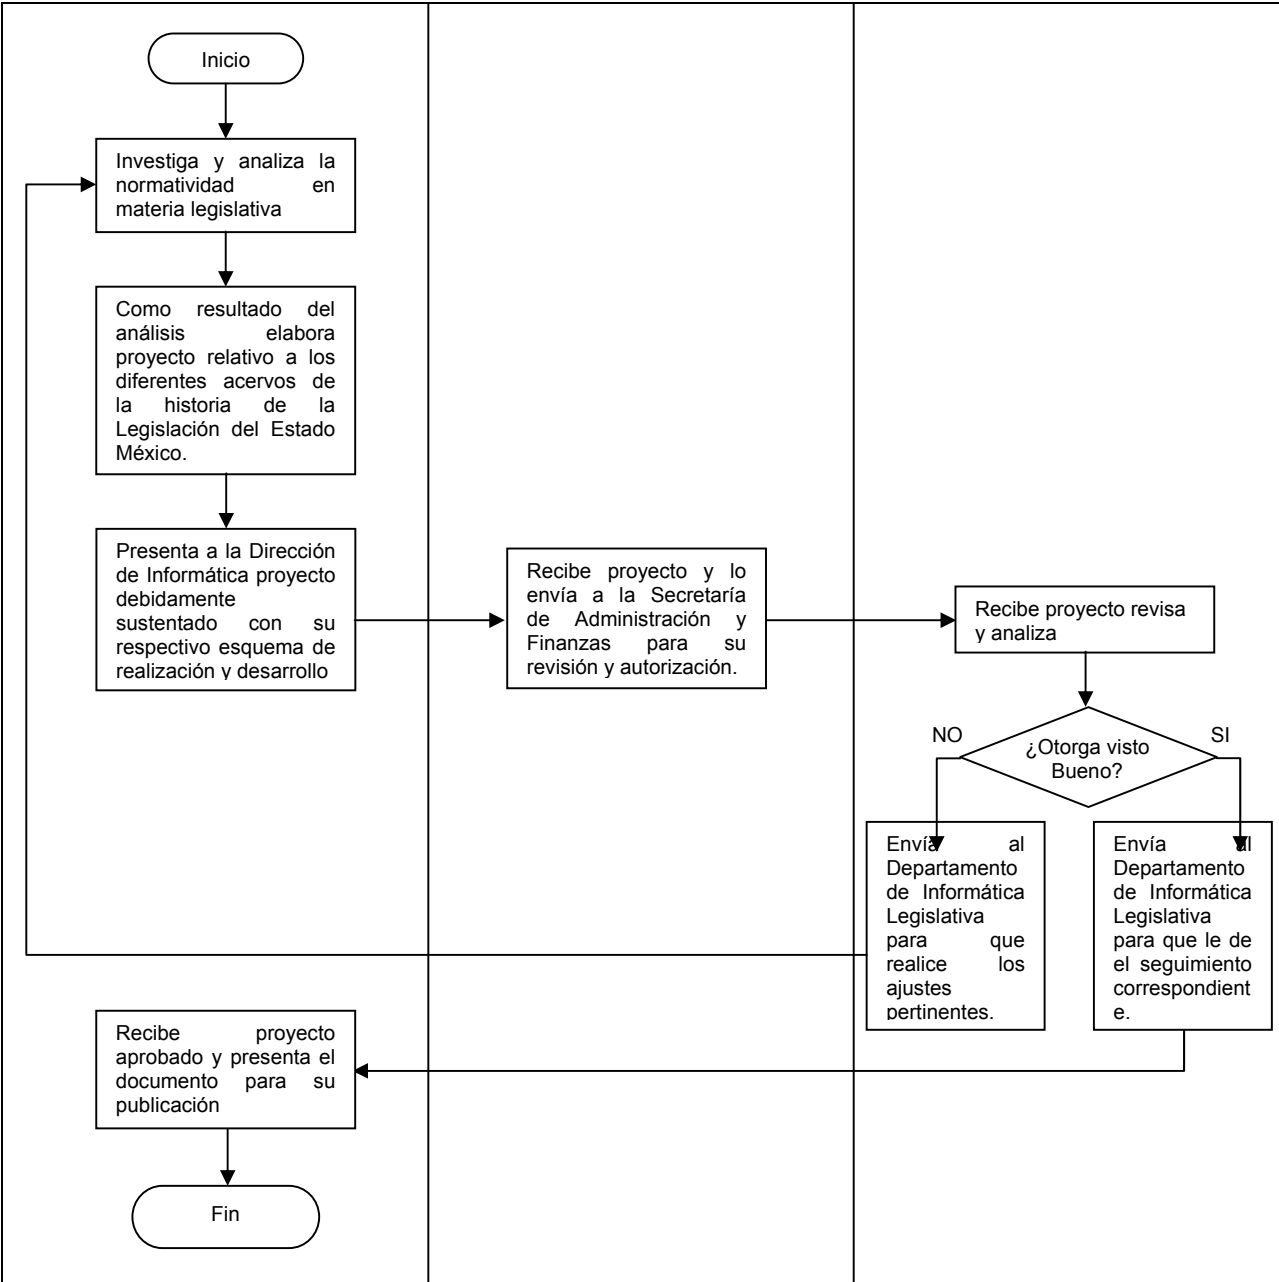 Inicio
Investiga y analiza la
normatividad en
materia legislativa
Como resultado del
análisis elabora
proyecto relativo a los
diferentes acervos de
la historia de la
Legislación del Estado
México.
Presenta a la Dirección
de Informática proyecto
debidamente
sustentado con su
respectivo esquema de
realización y desarrollo
Recibe proyecto y lo
envía a la Secretaría
de Administración y
Finanzas para su
revisión y autorización.
Recibe proyecto revisa
y analiza
¿Otorga visto
Bueno?
NO
SI
Envía al
Departamento
de Informática
Legislativa
para que
realice los
ajustes
pertinentes.
Envía al
Departamento
de Informática
Legislativa
para que le de
el seguimiento
correspondient
e.
Recibe proyecto
aprobado y presenta el
documento para su
publicación
Fin